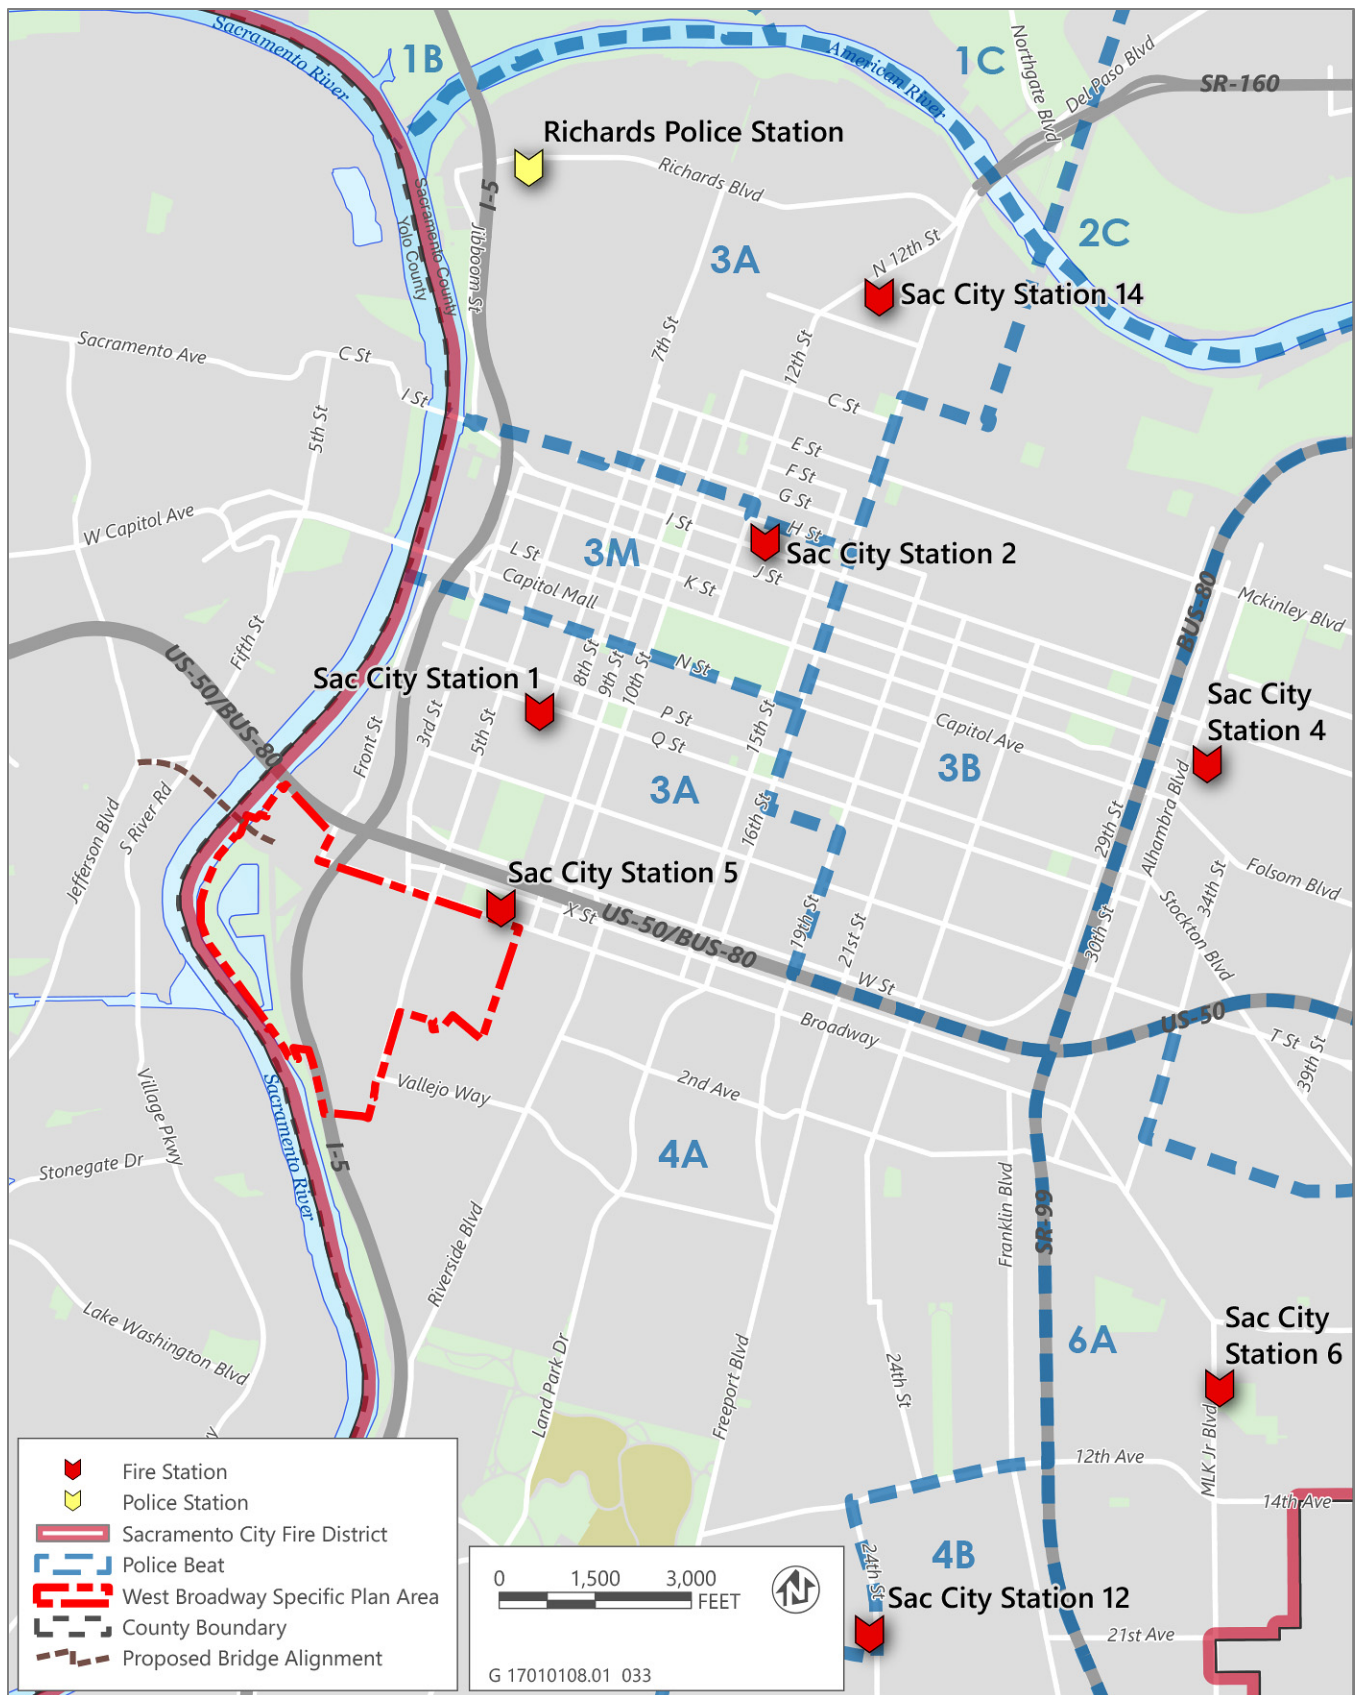 Sacramento River
1B
American River
1C
Northgate Blvd
Del Paso Blvd
SR-160
Richards Police Station
Richards Blvd
I-5
Sacramento County
Yolo County
Jibboom St
3A
N 12th St
2C
Sac City Station 14
7th St
12th St
Sacramento Ave
C St
I St
5th St
C St
E St
F St
G St
H St
I St
W Capitol Ave
3M
Sac City Station 2
L St
J St
K St
Capitol Mall
BUS-80
Mckinley Blvd
Fifth St
US-50/BUS-80
Sac City Station 1
8th St
9th St
10th St
N St
Sac City
Station 4
3rd St
5th St
Front St
P St
Q St
15th St
Capitol Ave
3B
3A
16th St
Jefferson Blvd
S River Rd
29th St
Alhambra Blvd
34th St
Folsom Blvd
Sac City Station 5
X St
US-50/BUS-80
19th St
21st St
30th St
Stockton Blvd
W St
Broadway
US-50
T St
39th St
Village Pkwy
Sacramento River
Vallejo Way
2nd Ave
4A
I-5
Stonegate Dr
Franklin Blvd
SR-99
Riverside Blvd
Lake Washington Blvd
Land Park Dr
Freeport Blvd
24th St
6A
Sac City
Station 6
12th Ave
MLK Jr Blvd
14th Ave
4B
24th St
Sac City Station 12
21st Ave
Fire Station
Police Station
Sacramento City Fire District
Police Beat
West Broadway Specific Plan Area
County Boundary
Proposed Bridge Alignment
0 1,500 3,000
FEET
N
G 17010108.01 033